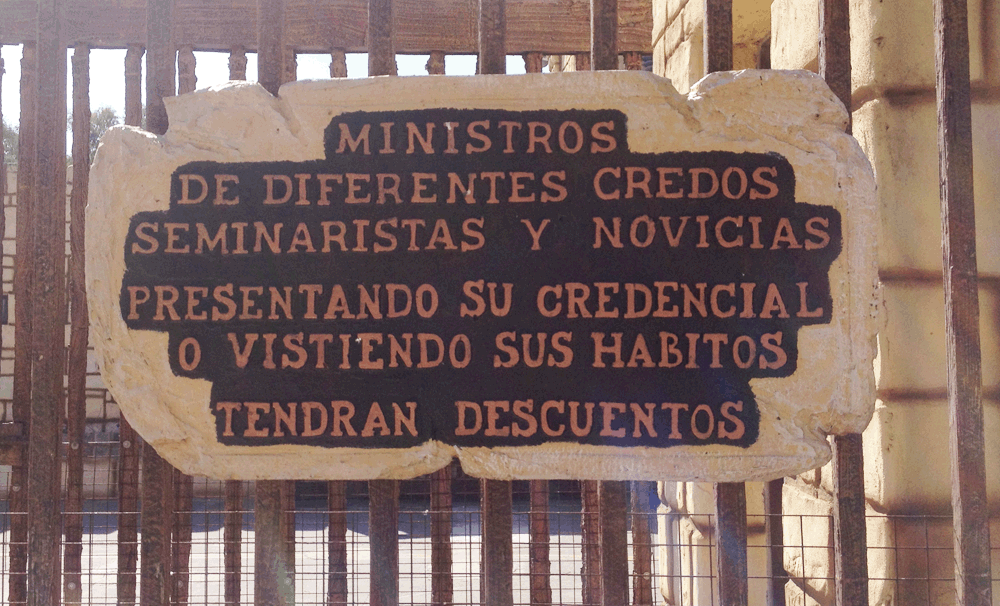 MINISTROS
DE DIFERENTES CREDOS
SEMINARISTAS Y NOVICIAS
PRESENTANDO SU CREDENCIAL
O VISTIENDO SUS HABITOS
TENDRAN DESCUENTOS